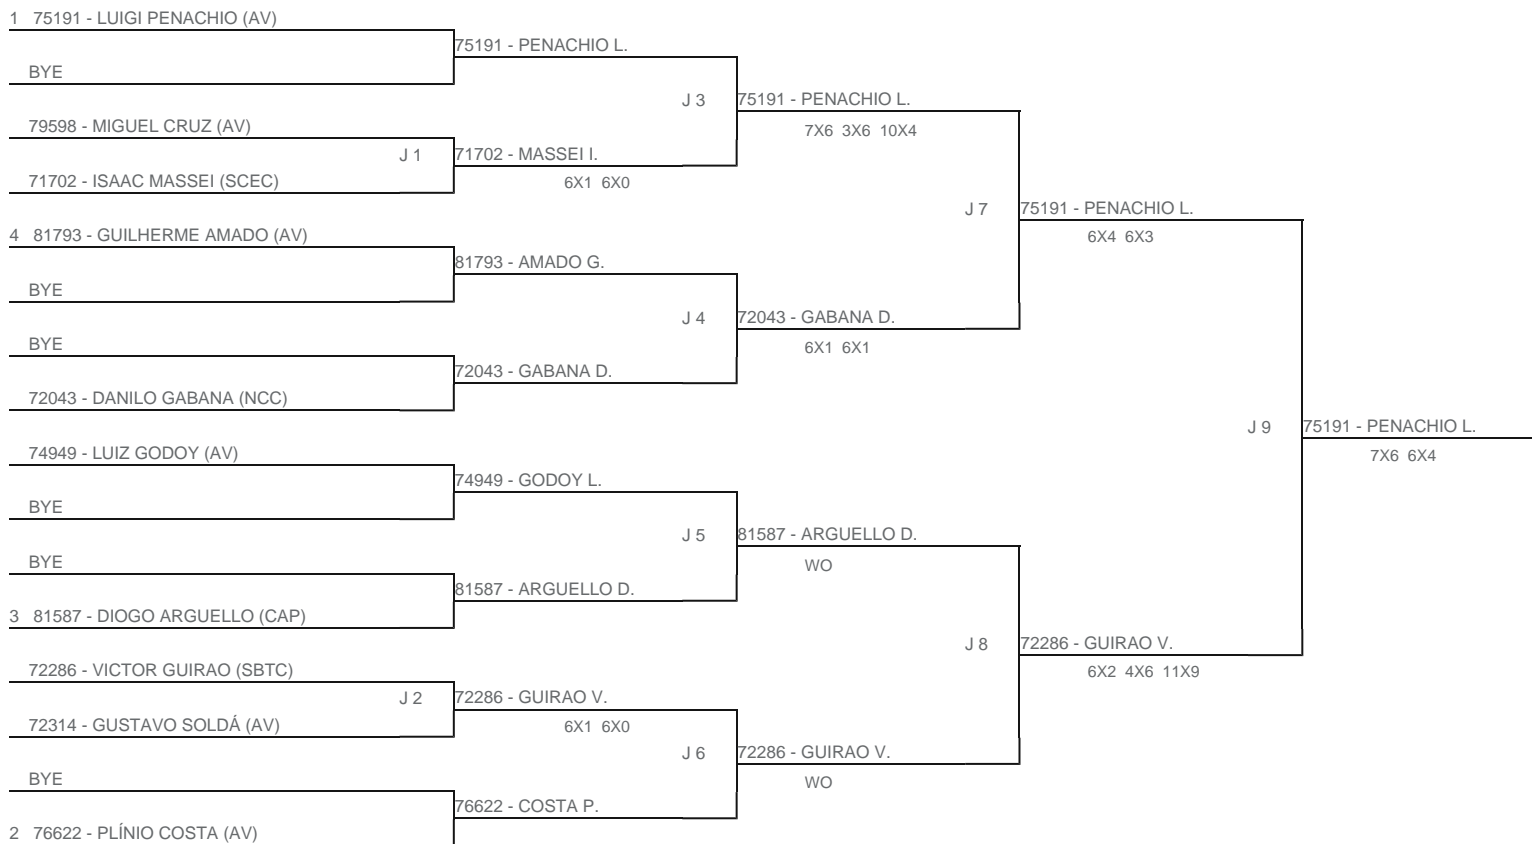 1 75191 - LUIGI PENACHIO (AV)
75191 - PENACHIO L.
BYE
J 3
75191 - PENACHIO L.
7X6 3X6 10X4
79598 - MIGUEL CRUZ (AV)
J 1
71702 - MASSEI I.
6X1 6X0
71702 - ISAAC MASSEI (SCEC)
J 7
75191 - PENACHIO L.
6X4 6X3
4 81793 - GUILHERME AMADO (AV)
81793 - AMADO G.
BYE
J 4
72043 - GABANA D.
6X1 6X1
BYE
72043 - GABANA D.
72043 - DANILO GABANA (NCC)
J 9
75191 - PENACHIO L.
7X6 6X4
74949 - LUIZ GODOY (AV)
74949 - GODOY L.
BYE
J 5
81587 - ARGUELLO D.
WO
BYE
81587 - ARGUELLO D.
3 81587 - DIOGO ARGUELLO (CAP)
J 8
72286 - GUIRAO V.
6X2 4X6 11X9
72286 - VICTOR GUIRAO (SBTC)
J 2
72286 - GUIRAO V.
6X1 6X0
72314 - GUSTAVO SOLDÁ (AV)
J 6
72286 - GUIRAO V.
WO
BYE
76622 - COSTA P.
2 76622 - PLÍNIO COSTA (AV)